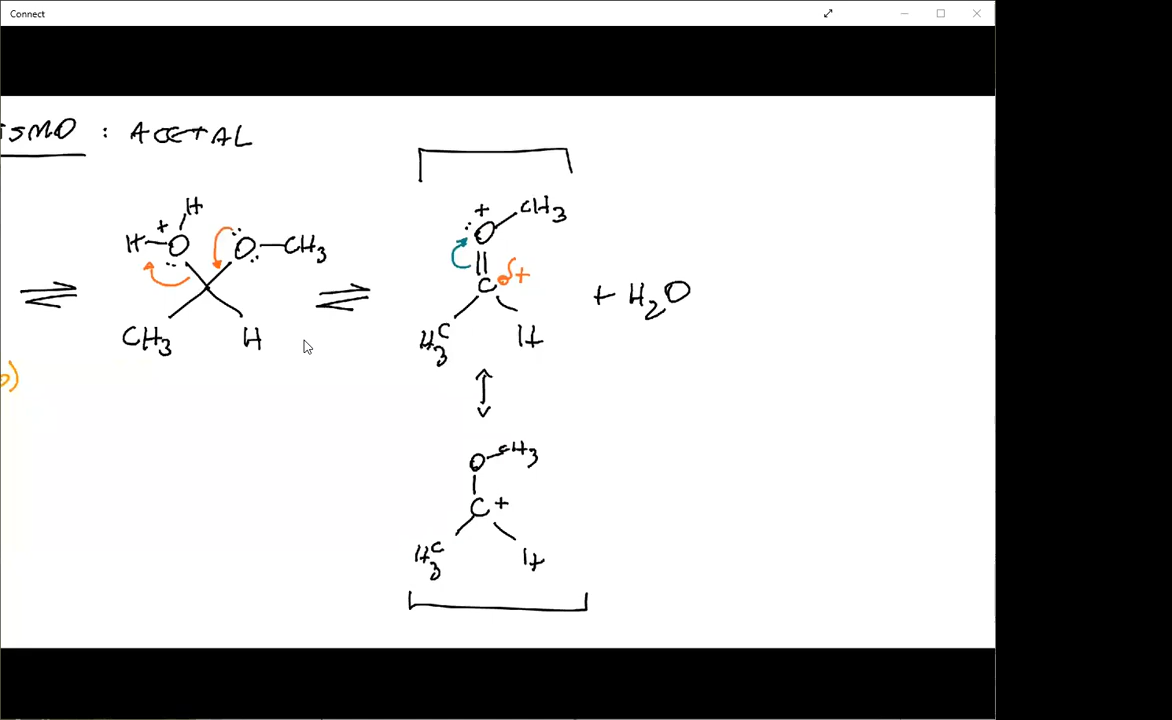 Connect
ISMO : ACETAL
H
+
H-O
O-CH3
CH3
H
+
O CH3
C δ+
H3C
H
+ H2O
O CH3
C +
H3C
H